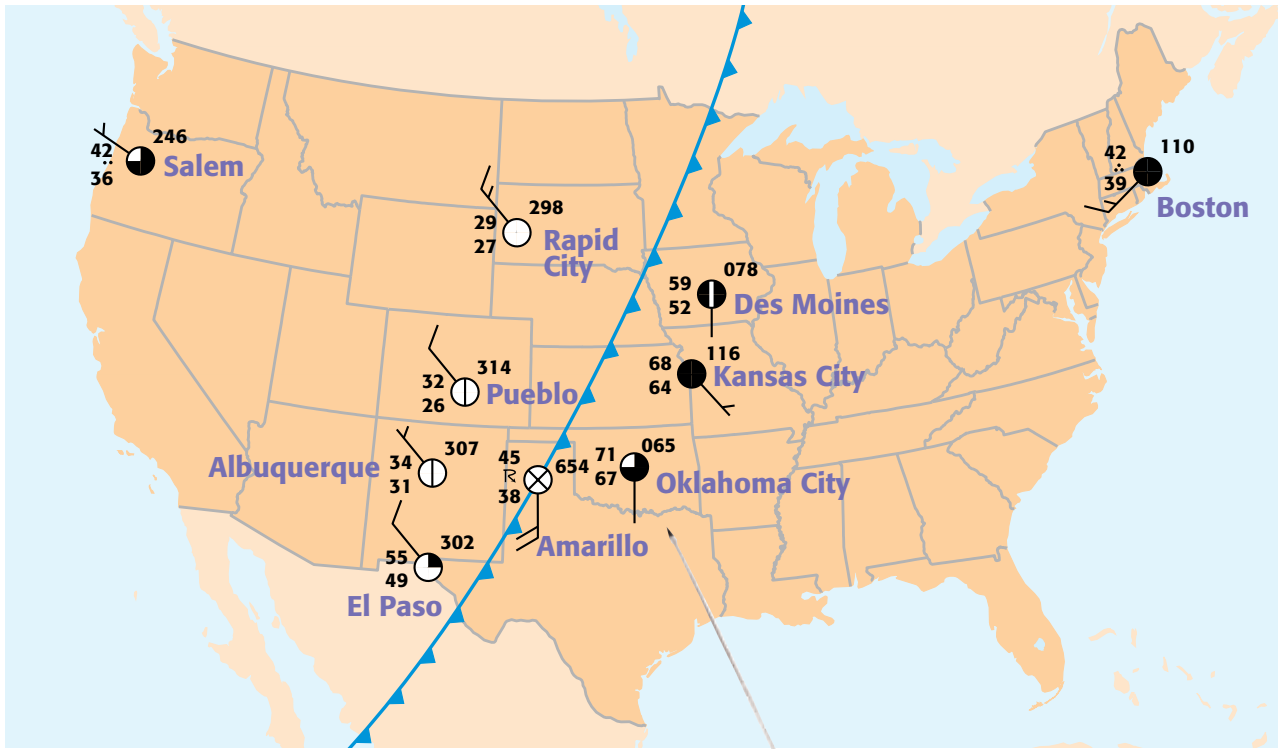 246
42
36
Salem
110
42
39
Boston
298
29
27
Rapid
City
078
59
52
Des Moines
116
68
64
Kansas City
314
32
26
Pueblo
307
34
31
Albuquerque
45
654
38
Amarillo
71
065
67
Oklahoma City
302
55
49
El Paso